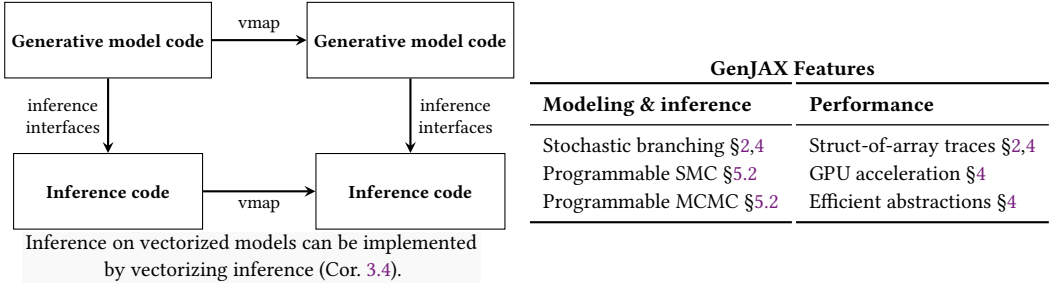 Generative model code
vmap
Generative model code
inference
interfaces
inference
interfaces
Inference code
vmap
Inference code
Inference on vectorized models can be implemented
by vectorizing inference (Cor. 3.4).
GenJAX Features
Modeling & inference Performance
Stochastic branching §2,4 Struct-of-array traces §2,4
Programmable SMC §5.2 GPU acceleration §4
Programmable MCMC §5.2 Efficient abstractions §4